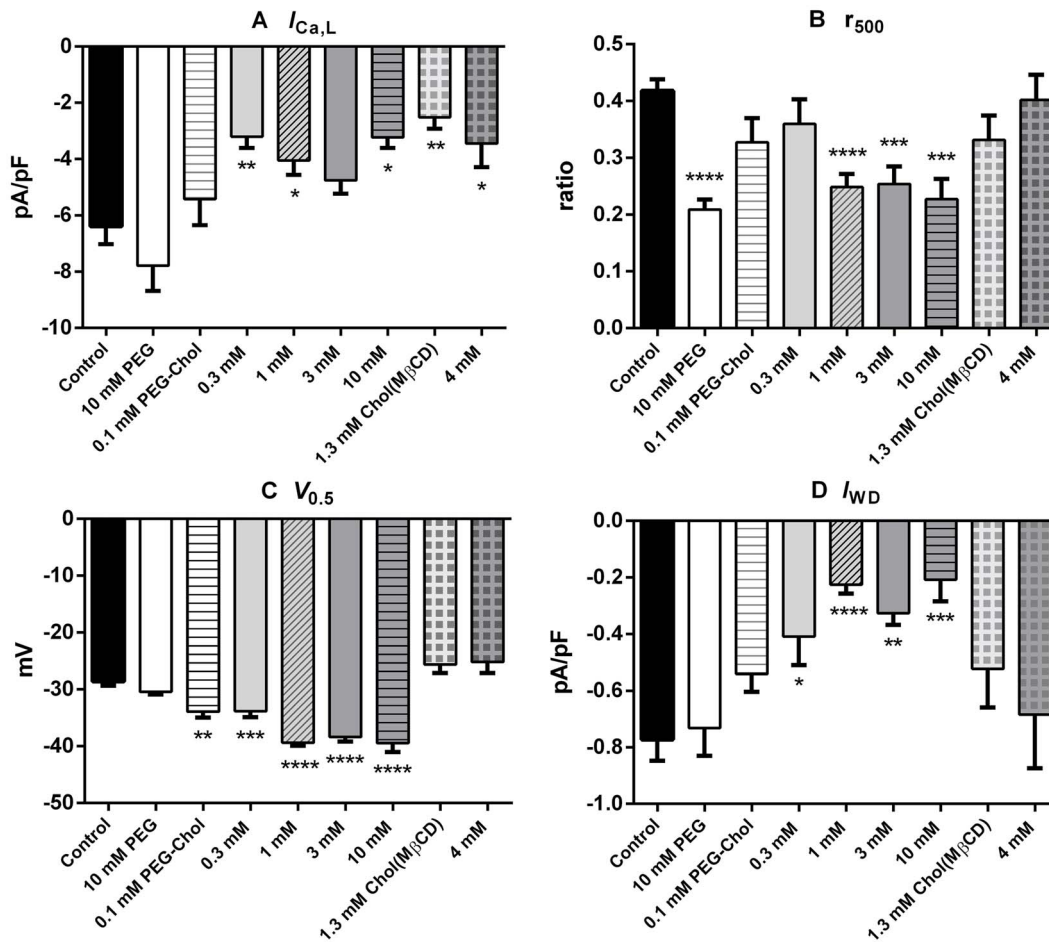 A I Ca,L
0
-2
-4
-6
-8
-10
pA/pF
**
*
*
**
*
Control
10 mM PEG
0.1 mM PEG-Chol
0.3 mM
1 mM
3 mM
10 mM
1.3 mM Chol(MβCD)
4 mM
B r500
0.5
0.4
0.3
0.2
0.1
0.0
ratio
****
****
***
***
Control
10 mM PEG
0.1 mM PEG-Chol
0.3 mM
1 mM
3 mM
10 mM
1.3 mM Chol(MβCD)
4 mM
C V0.5
0
-10
-20
-30
-40
-50
mV
**
***
****
****
****
Control
10 mM PEG
0.1 mM PEG-Chol
0.3 mM
1 mM
3 mM
10 mM
1.3 mM Chol(MβCD)
4 mM
D IWD
0.0
-0.2
-0.4
-0.6
-0.8
-1.0
pA/pF
*
****
**
***
Control
10 mM PEG
0.1 mM PEG-Chol
0.3 mM
1 mM
3 mM
10 mM
1.3 mM Chol(MβCD)
4 mM